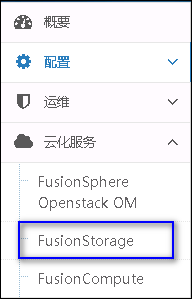 概要
配置
运维
云化服务
FusionSphere
Openstack OM
FusionStorage
FusionCompute